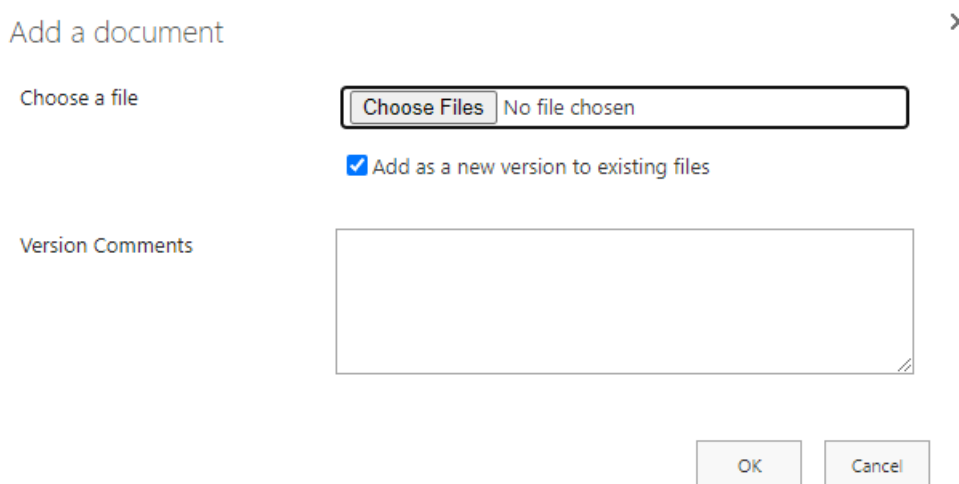 Add a document
Choose a file
Choose Files No file chosen
Add as a new version to existing files
Version Comments
OK Cancel